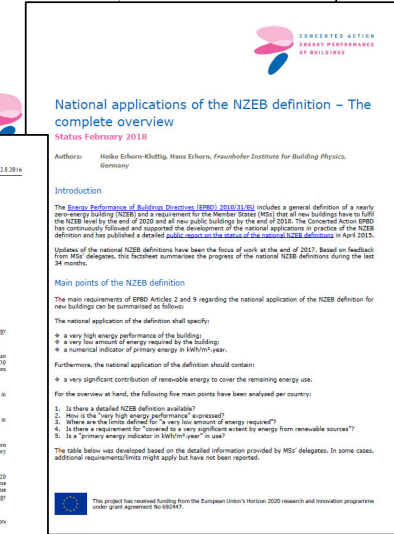 CONCERTED ACTION
ENERGY PERFORMANCE
OF BUILDINGS
National applications of the NZEB definition – The
complete overview
Status February 2018
Authors: Heike Erhorn-Kluttig, Hans Erhorn, Fraunhofer Institute for Building Physics,
Germany
Introduction
The Energy Performance of Buildings Directives (EPBD) 2010/31/EU includes a general definition of a nearly
zero-energy building (NZEB) and a requirement for the Member States (MSs) that all new buildings have to fulfil
the NZEB level by the end of 2020 and all new public buildings by the end of 2018. The Concerted Action EPBD
has continuously followed and supported the development of the national applications in practice of the NZEB
definition and has published a detailed public report on the status of the national NZEB definitions in April 2015.
Updates of the national NZEB definitions have been the focus of work at the end of 2017. Based on feedback
from MSs' delegates, this factsheet summarises the progress of the national NZEB definitions during the last
34 months.
Main points of the NZEB definition
The main requirements of EPBD Articles 2 and 9 regarding the national application of the NZEB definition for
new buildings can be summarised as follows:
The national application of the definition shall specify:
❖ a very high energy performance of the building;
❖ a very low amount of energy required by the building;
❖ a numerical indicator of primary energy in kWh/m².year.
Furthermore, the national application of the definition should contain:
❖ a very significant contribution of renewable energy to cover the remaining energy use.
For the overview at hand, the following five main points have been analysed per country:
1. Is there a detailed NZEB definition available?
2. How is the "very high energy performance" expressed?
3. Where are the limits defined for "a very low amount of energy required"?
4. Is there a requirement for "covered to a very significant extent by energy from renewable sources"?
5. Is a "primary energy indicator in kWh/m².year" in use?
The table below was developed based on the detailed information provided by MSs' delegates. In some cases,
additional requirements/limits might apply but have not been reported.
This project has received funding from the European Union's Horizon 2020 research and innovation programme
under grant agreement No 692447.